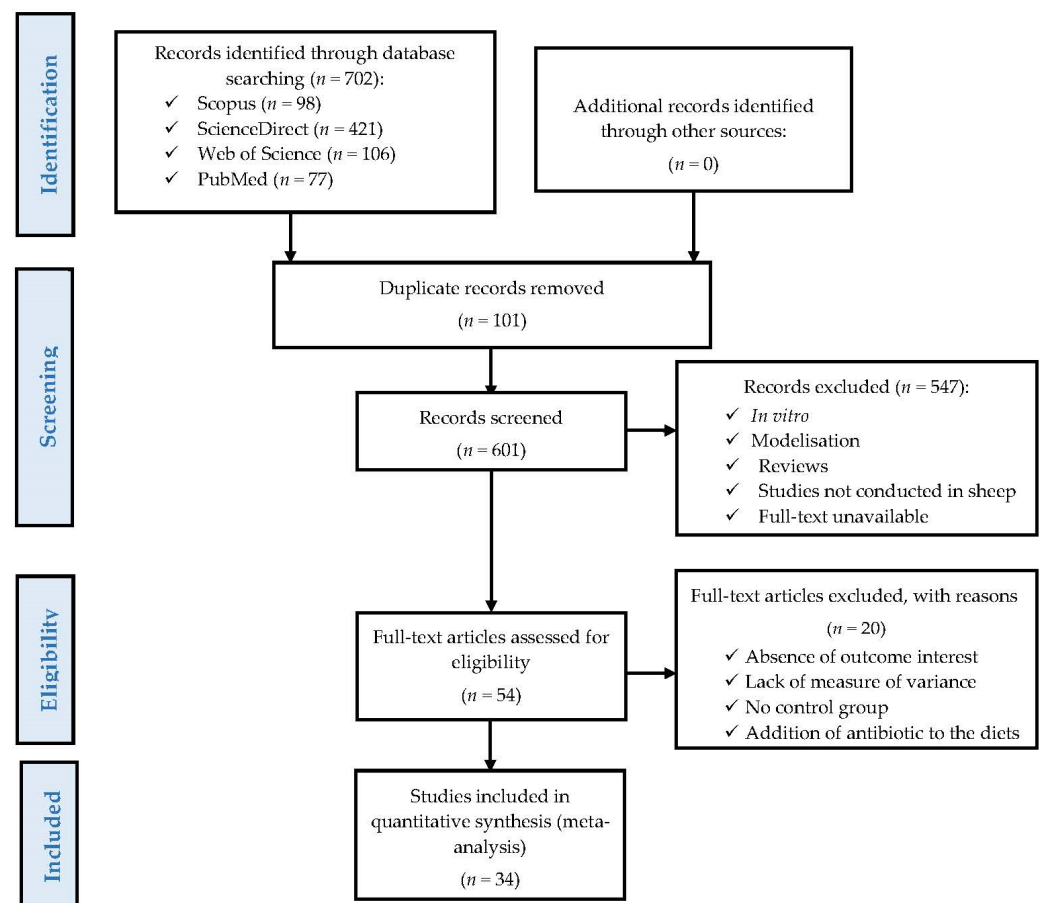 Identification
Records identified through database
searching (n = 702):
✓ Scopus (n = 98)
✓ ScienceDirect (n = 421)
✓ Web of Science (n = 106)
✓ PubMed (n = 77)
Additional records identified
through other sources:
(n = 0)
Screening
Duplicate records removed
(n = 101)
Records screened
(n = 601)
Records excluded (n = 547):
✓ In vitro
✓ Modelisation
✓ Reviews
✓ Studies not conducted in sheep
✓ Full-text unavailable
Eligibility
Full-text articles assessed for
eligibility
(n = 54)
Full-text articles excluded, with reasons
(n = 20)
✓ Absence of outcome interest
✓ Lack of measure of variance
✓ No control group
✓ Addition of antibiotic to the diets
Included
Studies included in
quantitative synthesis (meta-
analysis)
(n = 34)